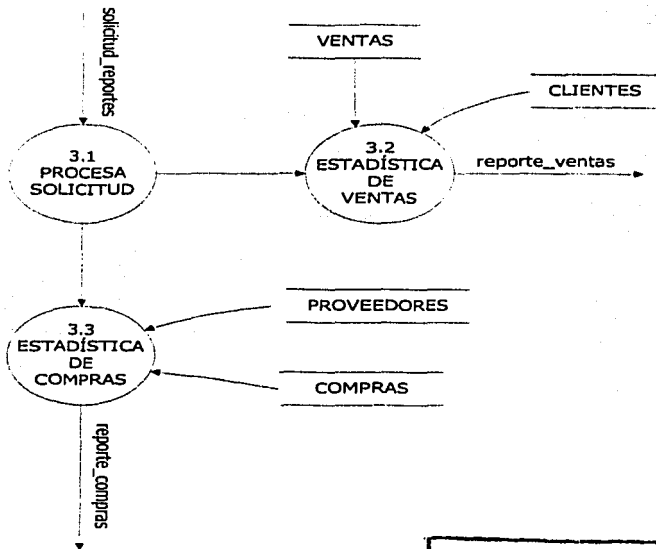 solicitud_reportes
VENTAS
CLIENTES
3.1
PROCESA
SOLICITUD
3.2
ESTADÍSTICA
DE
VENTAS
reporte_ventas
PROVEEDORES
3.3
ESTADÍSTICA
DE
COMPRAS
COMPRAS
reporte_compras